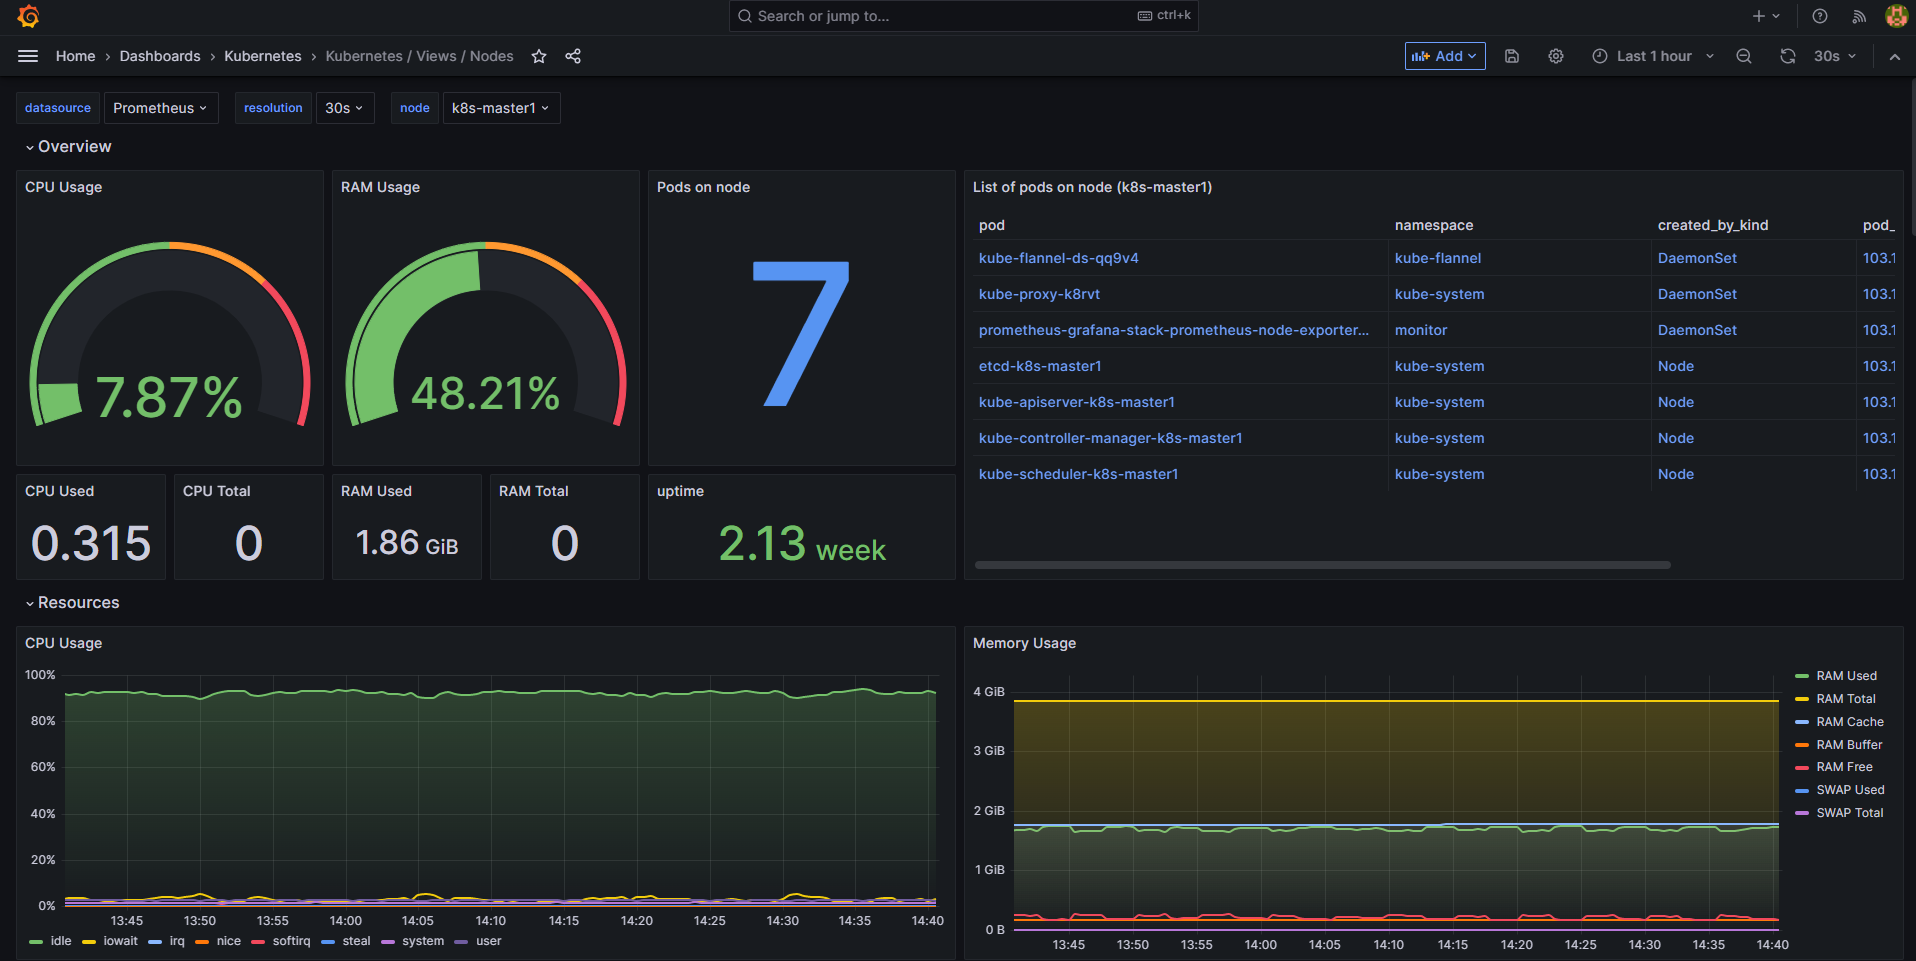 Search or jump to...
ctrl+k
Home › Dashboards › Kubernetes › Kubernetes / Views / Nodes
Add
Last 1 hour
30s
datasource
Prometheus
resolution
30s
node
k8s-master1
Overview
CPU Usage
7.87%
RAM Usage
48.21%
Pods on node
7
List of pods on node (k8s-master1)
pod namespace created_by_kind pod_
kube-flannel-ds-qq9v4 kube-flannel DaemonSet 103.1
kube-proxy-k8rvt kube-system DaemonSet 103.1
prometheus-grafana-stack-prometheus-node-exporter... monitor DaemonSet 103.1
etcd-k8s-master1 kube-system Node 103.1
kube-apiserver-k8s-master1 kube-system Node 103.1
kube-controller-manager-k8s-master1 kube-system Node 103.1
kube-scheduler-k8s-master1 kube-system Node 103.1
CPU Used
0.315
CPU Total
0
RAM Used
1.86 GiB
RAM Total
0
uptime
2.13 week
Resources
CPU Usage
100%
80%
60%
40%
20%
0%
13:45 13:50 13:55 14:00 14:05 14:10 14:15 14:20 14:25 14:30 14:35 14:40
idle iowait irq nice softirq steal system user
Memory Usage
4 GiB
3 GiB
2 GiB
1 GiB
0 B
13:45 13:50 13:55 14:00 14:05 14:10 14:15 14:20 14:25 14:30 14:35 14:40
RAM Used
RAM Total
RAM Cache
RAM Buffer
RAM Free
SWAP Used
SWAP Total